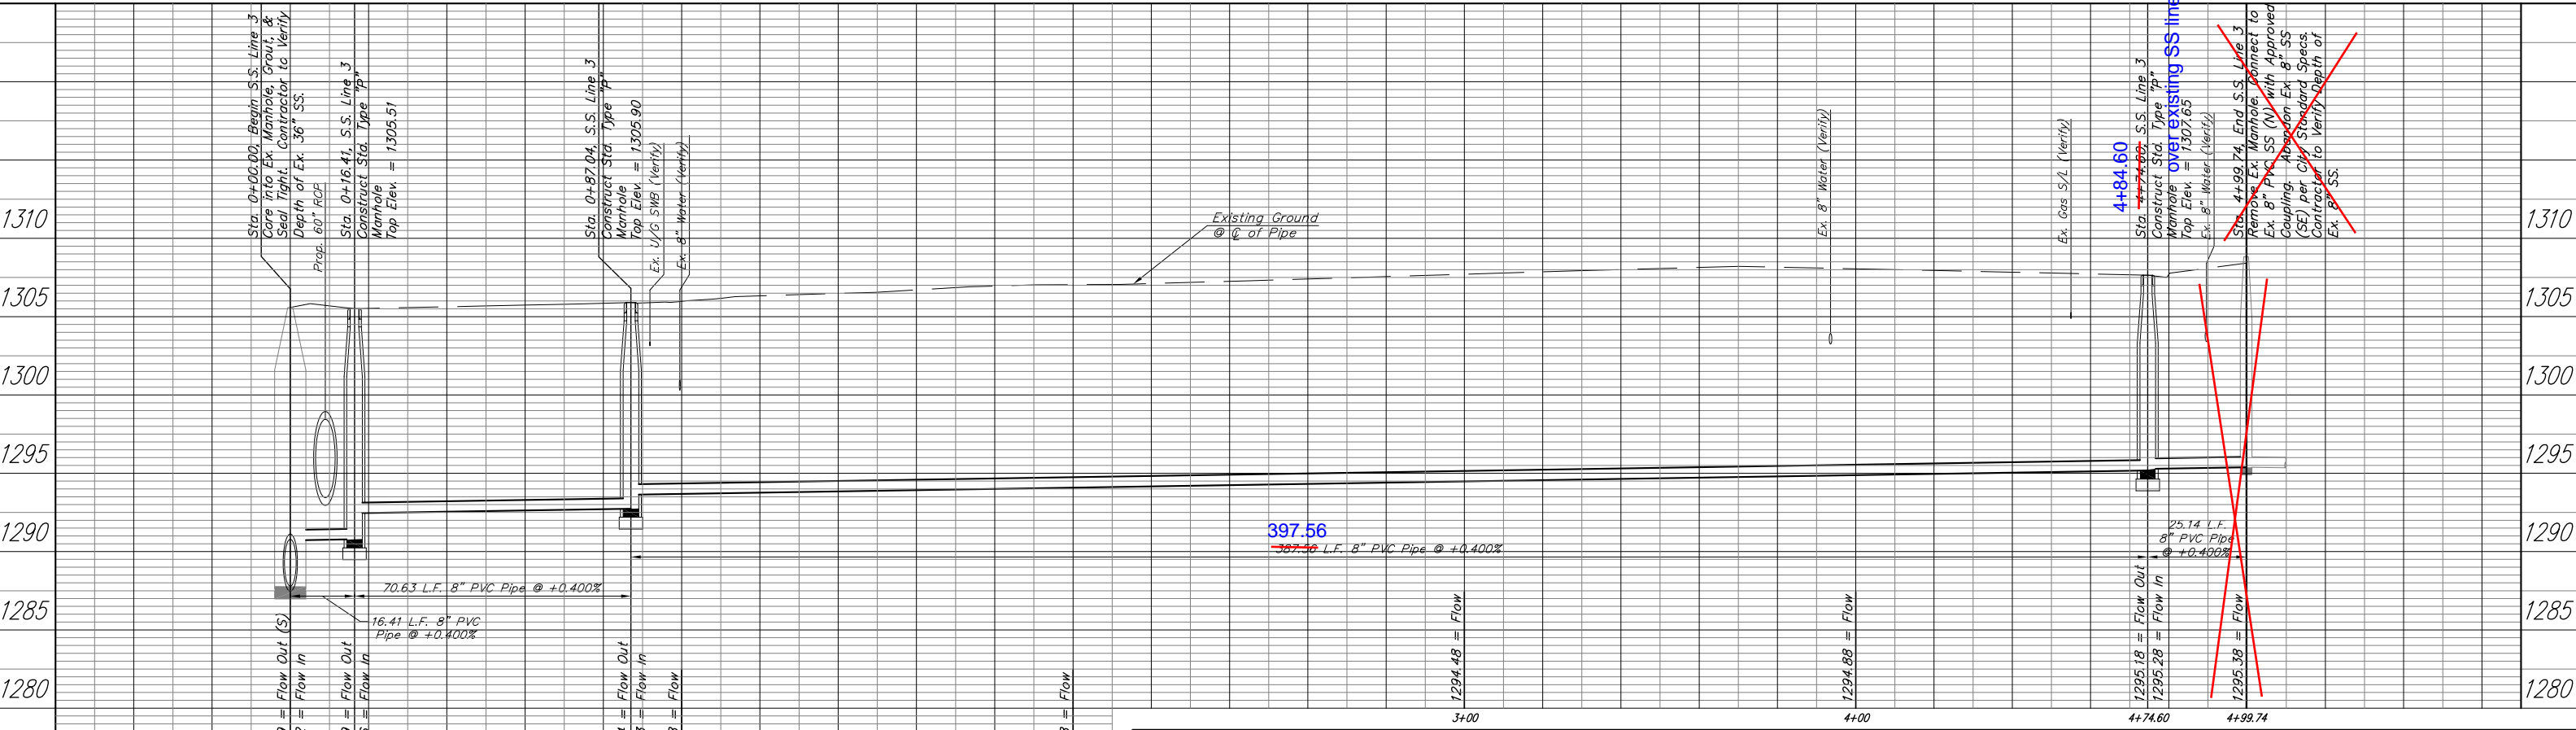 Sta. 0+00.00, Begin S.S. Line 3
Core into Ex. Manhole, Grout, &
Seal Tight. Contractor to Verify
Depth of Ex. 36" SS.
Prop. 60" RCP
Sta. 0+16.41, S.S. Line 3
Construct Std. Type "P"
Manhole
Top Elev. = 1305.51
Sta. 0+87.04, S.S. Line 3
Construct Std. Type "P"
Manhole
Top Elev. = 1305.90
Ex. U/G SWB (Verify)
Ex. 8" Water (Verify)
Existing Ground
@ ℄ of Pipe
Ex. 8" Water (Verify)
Ex. Gas S/L (Verify)
4+84.60
Sta. 4+74.60, S.S. Line 3
Construct Std. Type "P"
Manhole over existing SS line
Top Elev. = 1307.65
Ex. 8" Water (Verify)
Sta. 4+99.74, End S.S. Line 3
Remove Ex. Manhole. Connect to
Ex. 8" PVC SS (N) with Approved
Coupling. Abandon Ex. 8" SS
(SE) per City Standard Specs.
Contractor to Verify Depth of
Ex. 8" SS.
1310
1305
1300
1295
1290
1285
1280
1310
1305
1300
1295
1290
1285
1280
397.56
387.56 L.F. 8" PVC Pipe @ +0.400%
25.14 L.F.
8" PVC Pipe
@ +0.400%
70.63 L.F. 8" PVC Pipe @ +0.400%
16.41 L.F. 8" PVC
Pipe @ +0.400%
= Flow Out (S)
= Flow In
= Flow Out
= Flow In
= Flow Out
= Flow In
= Flow
= Flow
1294.48 = Flow
1294.88 = Flow
1295.18 = Flow Out
1295.28 = Flow In
1295.38 = Flow
3+00
4+00
4+74.60
4+99.74